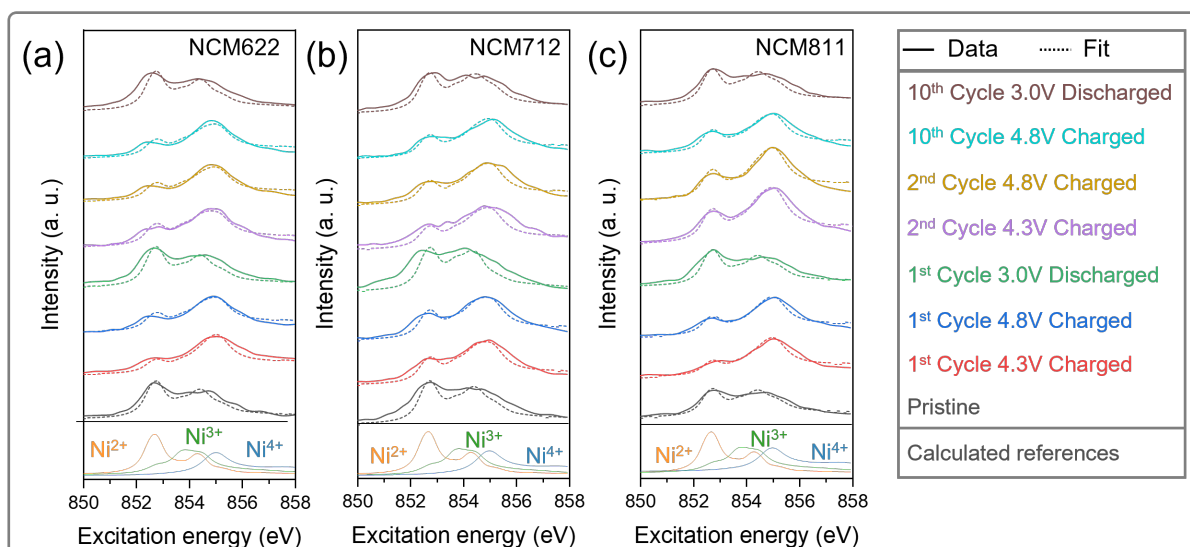 (a)
NCM622
Intensity (a. u.)
Ni²⁺
Ni³⁺
Ni⁴⁺
850 852 854 856 858
Excitation energy (eV)
(b)
NCM712
Intensity (a. u.)
Ni²⁺
Ni³⁺
Ni⁴⁺
850 852 854 856 858
Excitation energy (eV)
(c)
NCM811
Intensity (a. u.)
Ni²⁺
Ni³⁺
Ni⁴⁺
850 852 854 856 858
Excitation energy (eV)
Data Fit
10th Cycle 3.0V Discharged
10th Cycle 4.8V Charged
2nd Cycle 4.8V Charged
2nd Cycle 4.3V Charged
1st Cycle 3.0V Discharged
1st Cycle 4.8V Charged
1st Cycle 4.3V Charged
Pristine
Calculated references